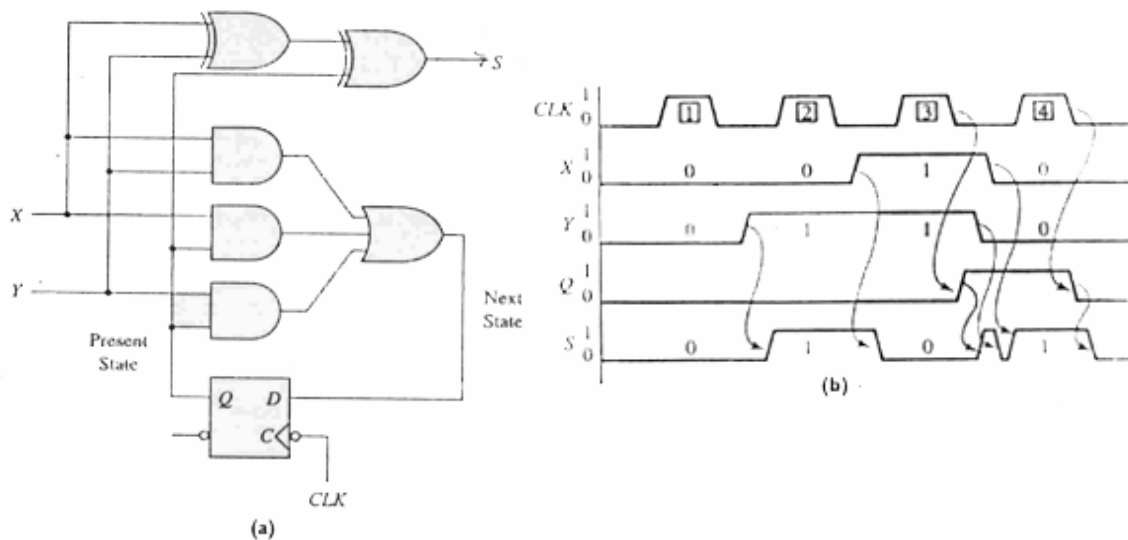 S
X
Y
Present
State
Next
State
Q D
C
CLK
(a)
CLK 1 0 1 2 3 4
X 1 0 0 0 1 0
Y 1 0 0 1 1 0
Q 1 0
S 1 0 0 1 0 1
(b)